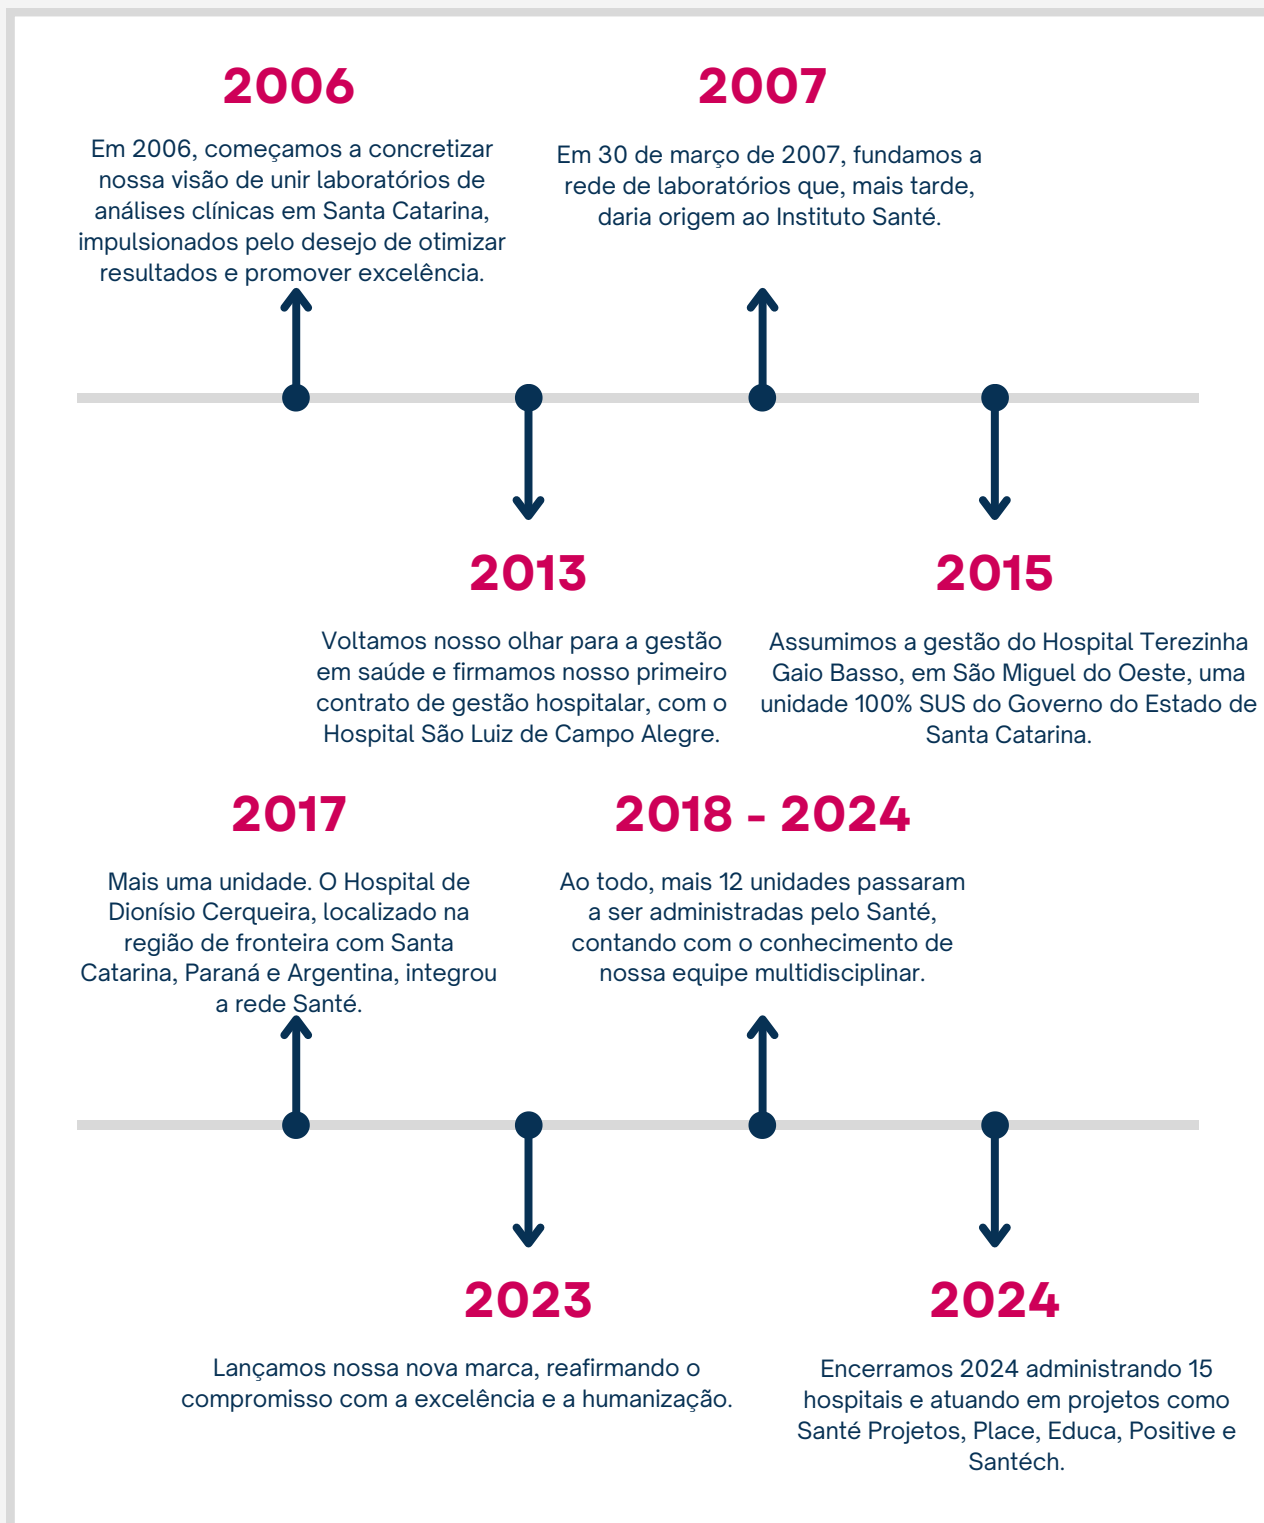 2006
Em 2006, começamos a concretizar
nossa visão de unir laboratórios de
análises clínicas em Santa Catarina,
impulsionados pelo desejo de otimizar
resultados e promover excelência.
2007
Em 30 de março de 2007, fundamos a
rede de laboratórios que, mais tarde,
daria origem ao Instituto Santé.
2013
Voltamos nosso olhar para a gestão
em saúde e firmamos nosso primeiro
contrato de gestão hospitalar, com o
Hospital São Luiz de Campo Alegre.
2015
Assumimos a gestão do Hospital Terezinha
Gaio Basso, em São Miguel do Oeste, uma
unidade 100% SUS do Governo do Estado de
Santa Catarina.
2017
Mais uma unidade. O Hospital de
Dionísio Cerqueira, localizado na
região de fronteira com Santa
Catarina, Paraná e Argentina, integrou
a rede Santé.
2018 - 2024
Ao todo, mais 12 unidades passaram
a ser administradas pelo Santé,
contando com o conhecimento de
nossa equipe multidisciplinar.
2023
Lançamos nossa nova marca, reafirmando o
compromisso com a excelência e a humanização.
2024
Encerramos 2024 administrando 15
hospitais e atuando em projetos como
Santé Projetos, Place, Educa, Positive e
Santéch.